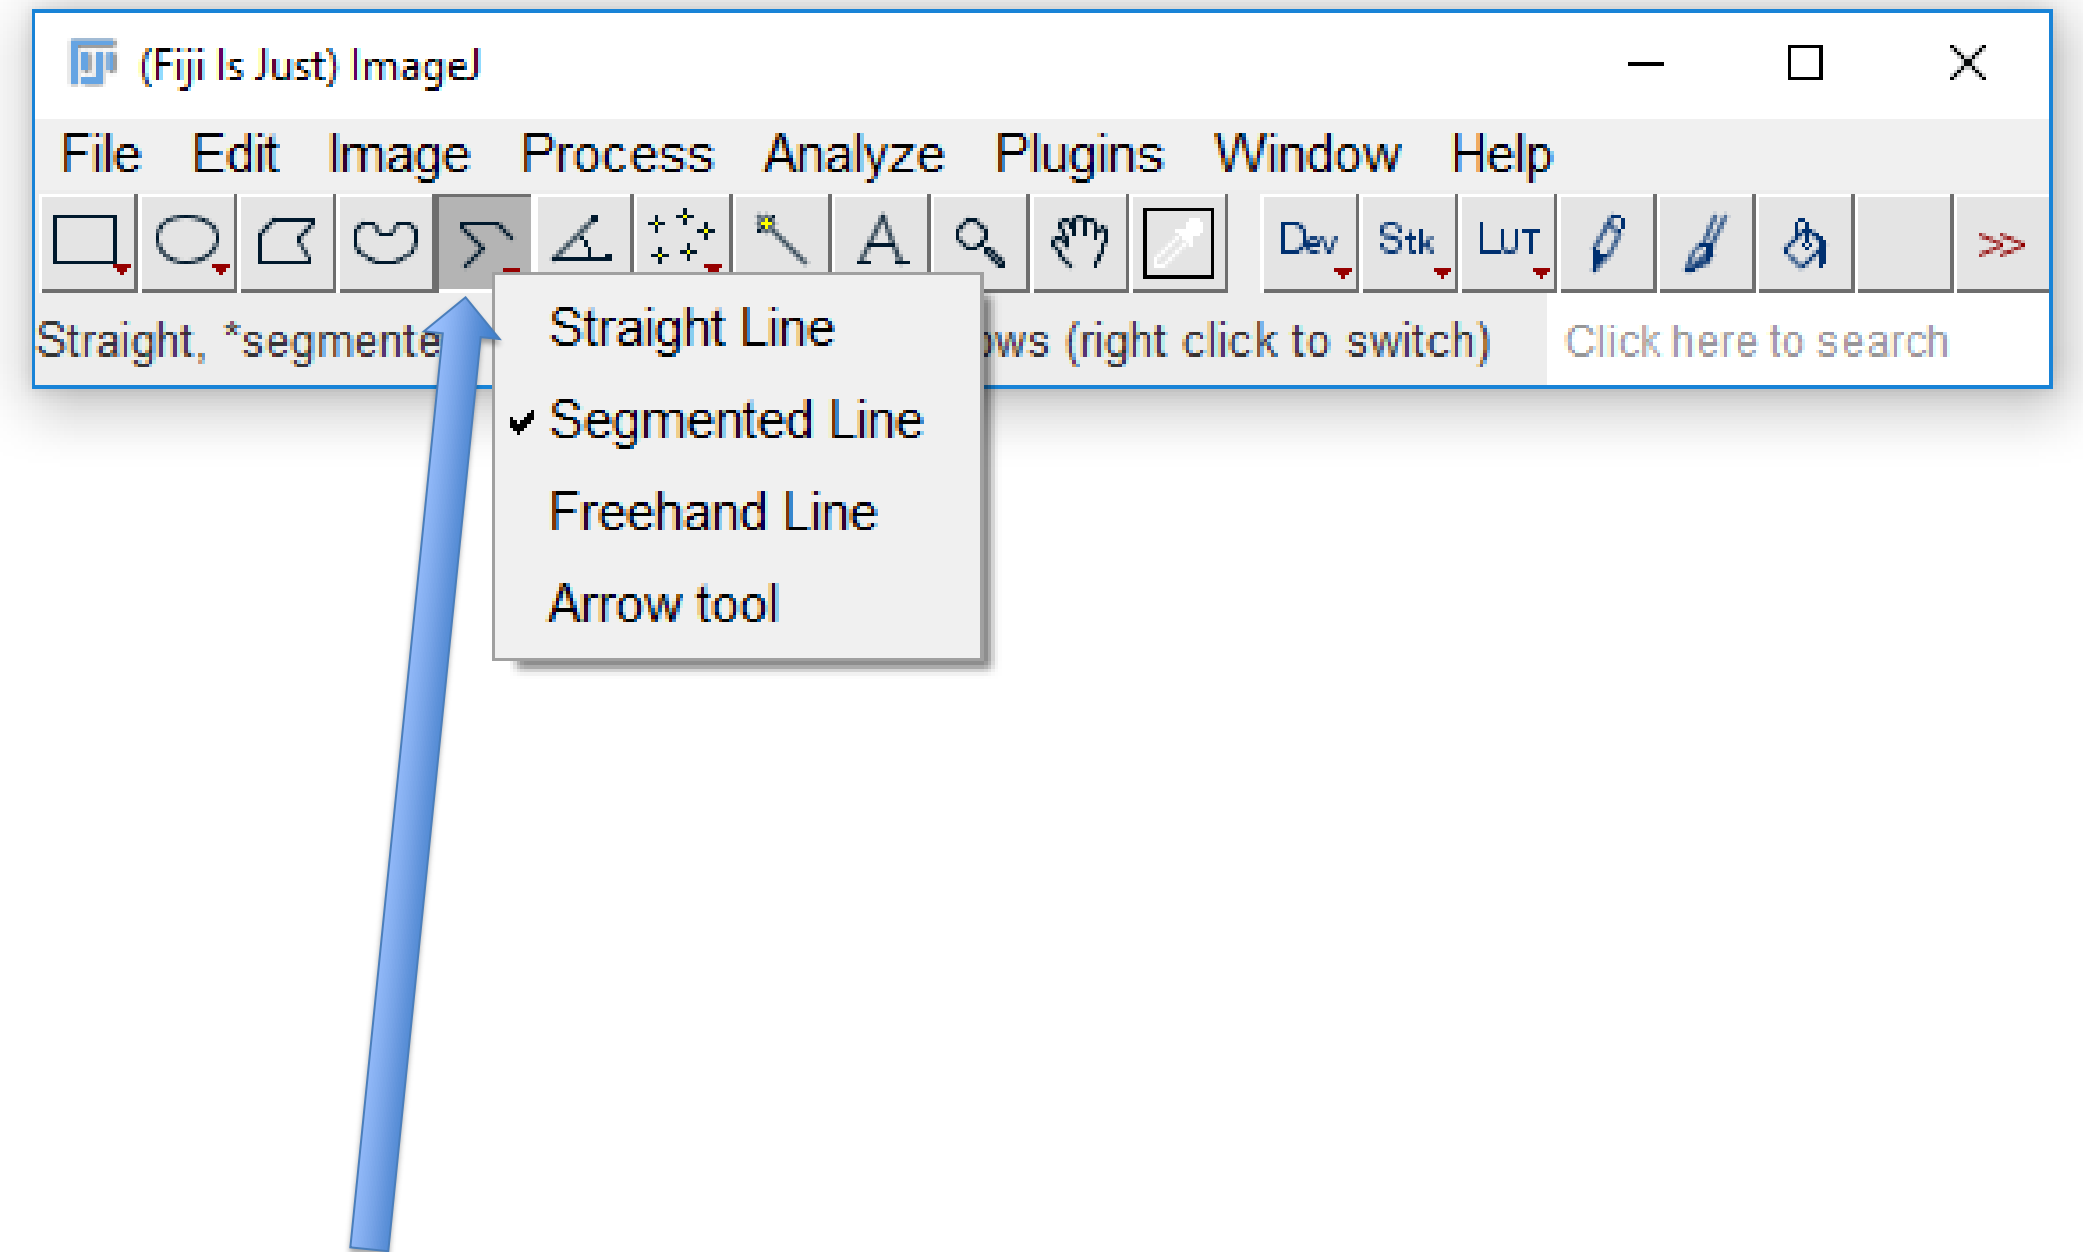 (Fiji Is Just) ImageJ
File Edit Image Process Analyze Plugins Window Help
A Dev Stk LUT >>
Straight, *segmente ows (right click to switch) Click here to search
Straight Line
Segmented Line
Freehand Line
Arrow tool